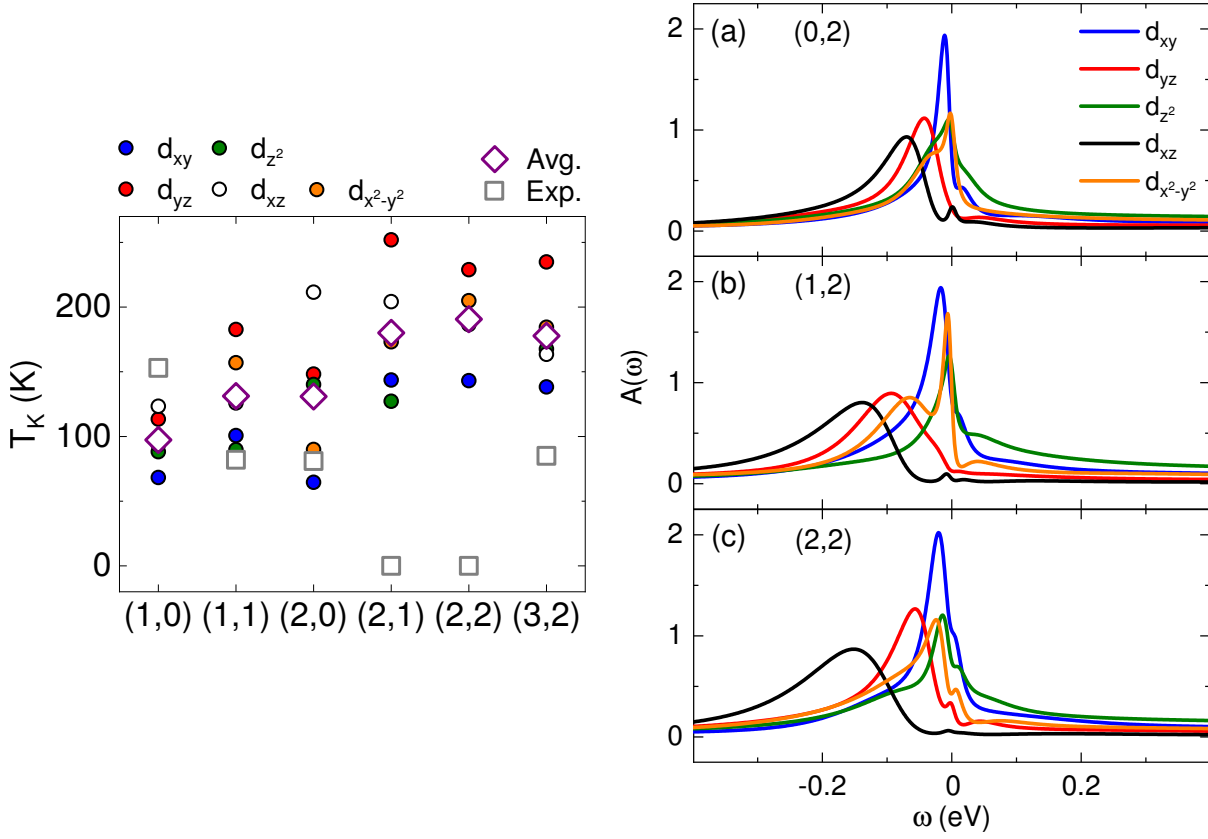 d_xy d_z² Avg.
d_yz d_xz d_x²-y² Exp.
T_K (K)
200
100
0
(1,0) (1,1) (2,0) (2,1) (2,2) (3,2)
(a) (0,2)
d_xy
d_yz
d_z²
d_xz
d_x²-y²
2
1
0
(b) (1,2)
2
1
0
A(ω)
(c) (2,2)
2
1
0
-0.2 0 0.2
ω (eV)